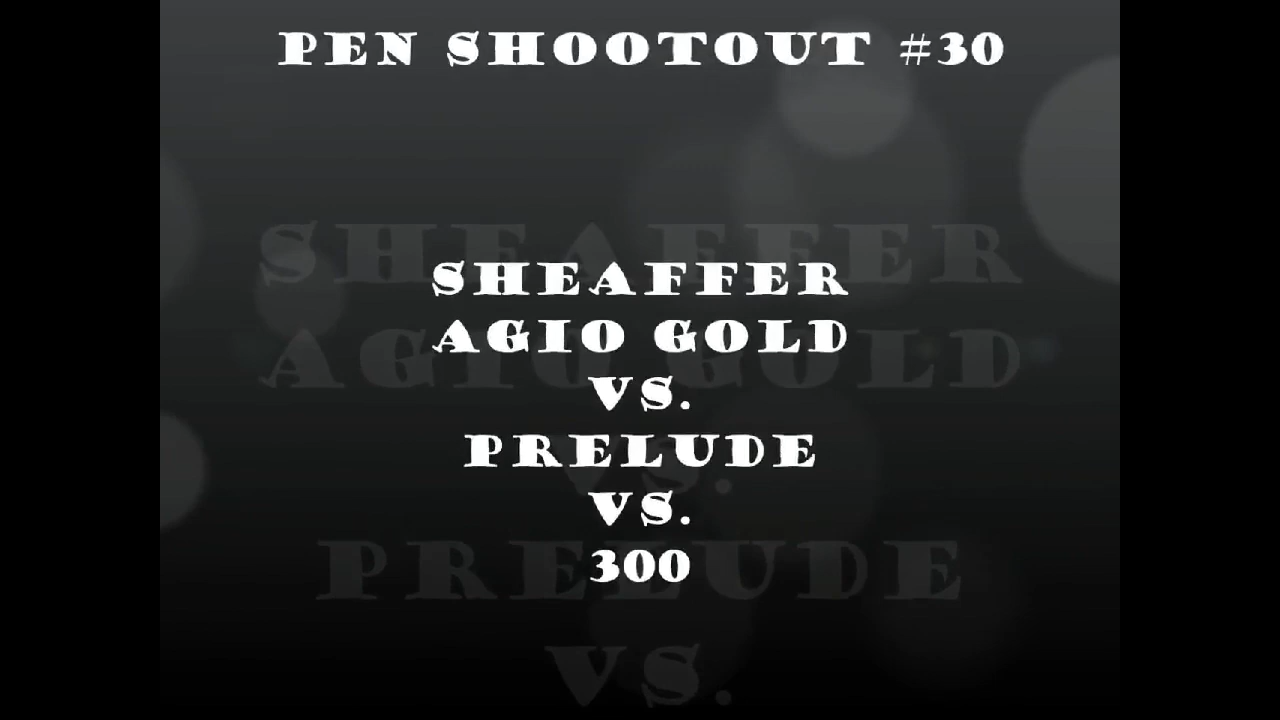 PEN SHOOTOUT #30
SHEAFFER
AGIO GOLD
VS.
PRELUDE
VS.
300